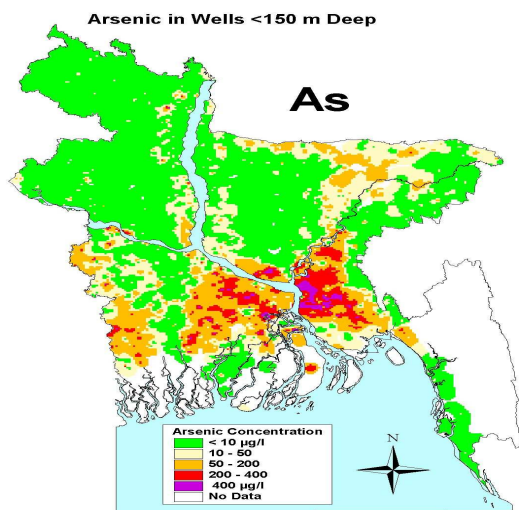 Arsenic in Wells <150 m Deep
As
Arsenic Concentration
< 10 µg/l
10 - 50
50 - 200
200 - 400
400 µg/l
No Data
N